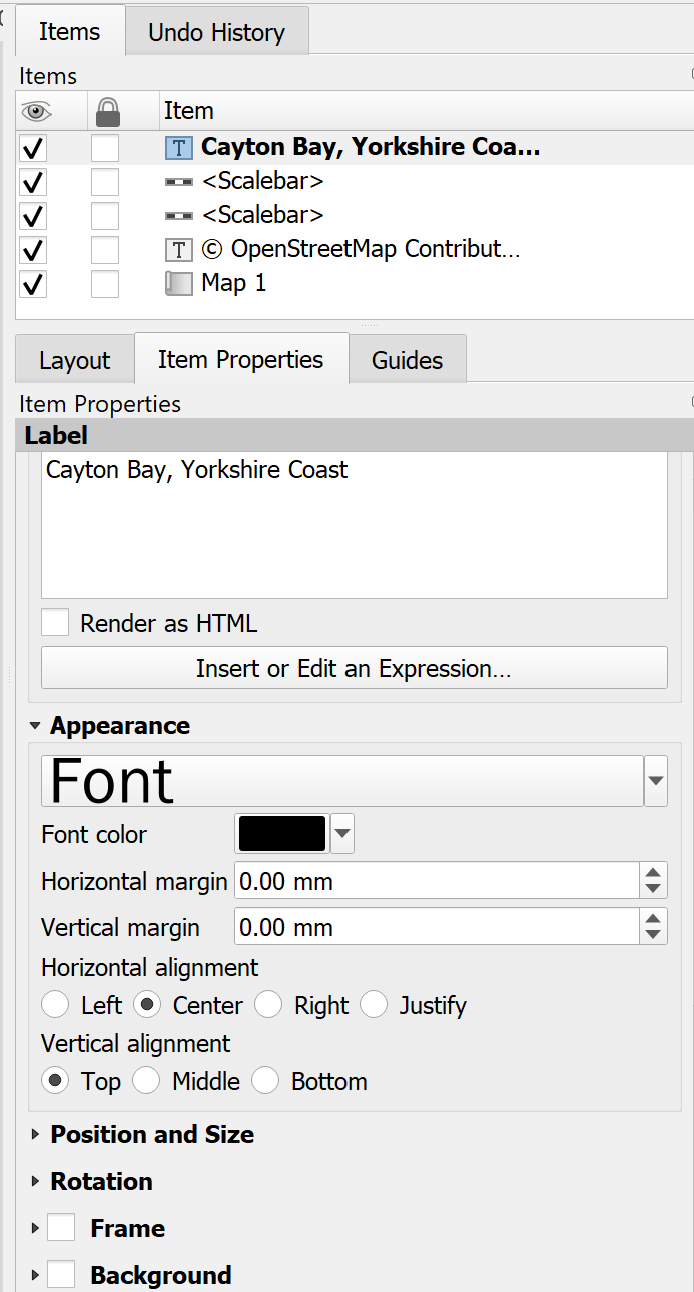 Items Undo History
Items
Item
T Cayton Bay, Yorkshire Coa...
<Scalebar>
<Scalebar>
T © OpenStreetMap Contribut...
Map 1
Layout Item Properties Guides
Item Properties
Label
Cayton Bay, Yorkshire Coast
Render as HTML
Insert or Edit an Expression...
Appearance
Font
Font color
Horizontal margin 0.00 mm
Vertical margin 0.00 mm
Horizontal alignment
Left Center Right Justify
Vertical alignment
Top Middle Bottom
Position and Size
Rotation
Frame
Background